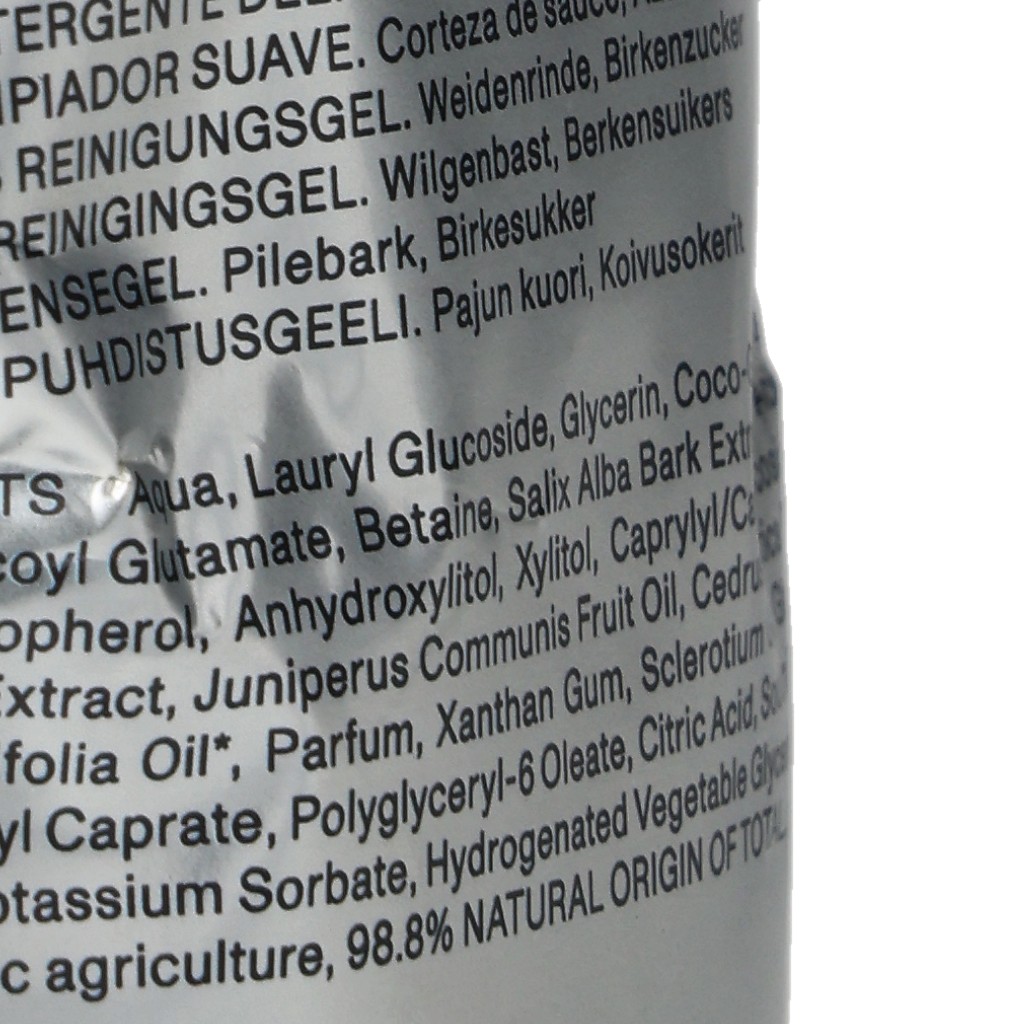 TERGENTE
PIADOR SUAVE. Corteza de sauce,
REINIGUNGSGEL. Weidenrinde, Birkenzucker
REINIGINGSGEL. Wilgenbast, Berkensuikers
ENSEGEL. Pilebark, Birkesukker
PUHDISTUSGEELI. Pajun kuori, Koivusokerit
TS Aqua, Lauryl Glucoside, Glycerin, Coco-
coyl Glutamate, Betaine, Salix Alba Bark Extr
opherol, Anhydroxylitol, Xylitol, Caprylyl/Ca
Extract, Juniperus Communis Fruit Oil, Cedru
folia Oil*, Parfum, Xanthan Gum, Sclerotium
yl Caprate, Polyglyceryl-6 Oleate, Citric Acid,
otassium Sorbate, Hydrogenated Vegetable
c agriculture, 98.8% NATURAL ORIGIN OF TOTAL